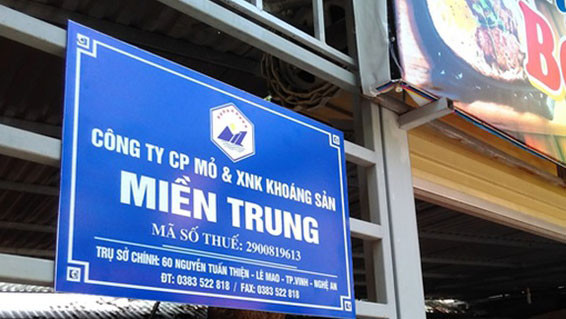 CÔNG TY CP MỎ & XNK KHOÁNG SẢN
MIỀN TRUNG
MÃ SỐ THUẾ: 2900819613
TRỤ SỞ CHÍNH: 60 NGUYỄN TUẤN THIỆN - LÊ MAO - TP.VINH - NGHỆ AN
ĐT: 0383 522 818 / FAX: 0383 522 818